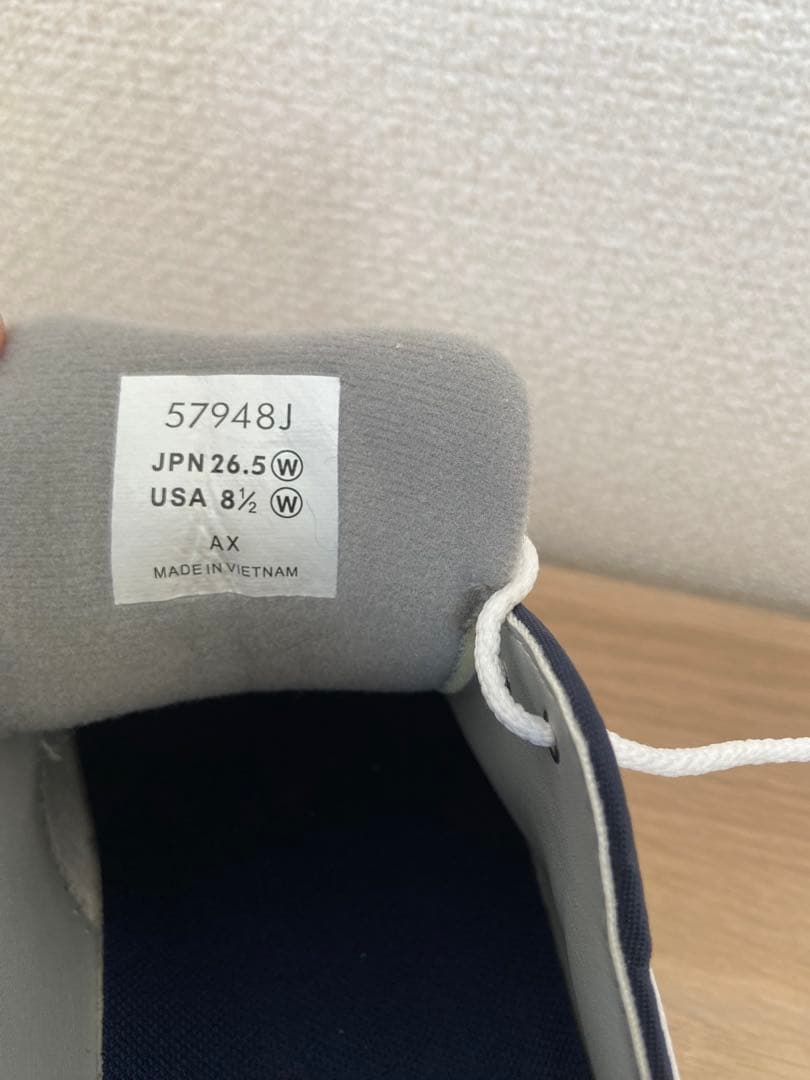 57948J
JPN 26.5 Ⓦ
USA 8½ Ⓦ
AX
MADE IN VIETNAM